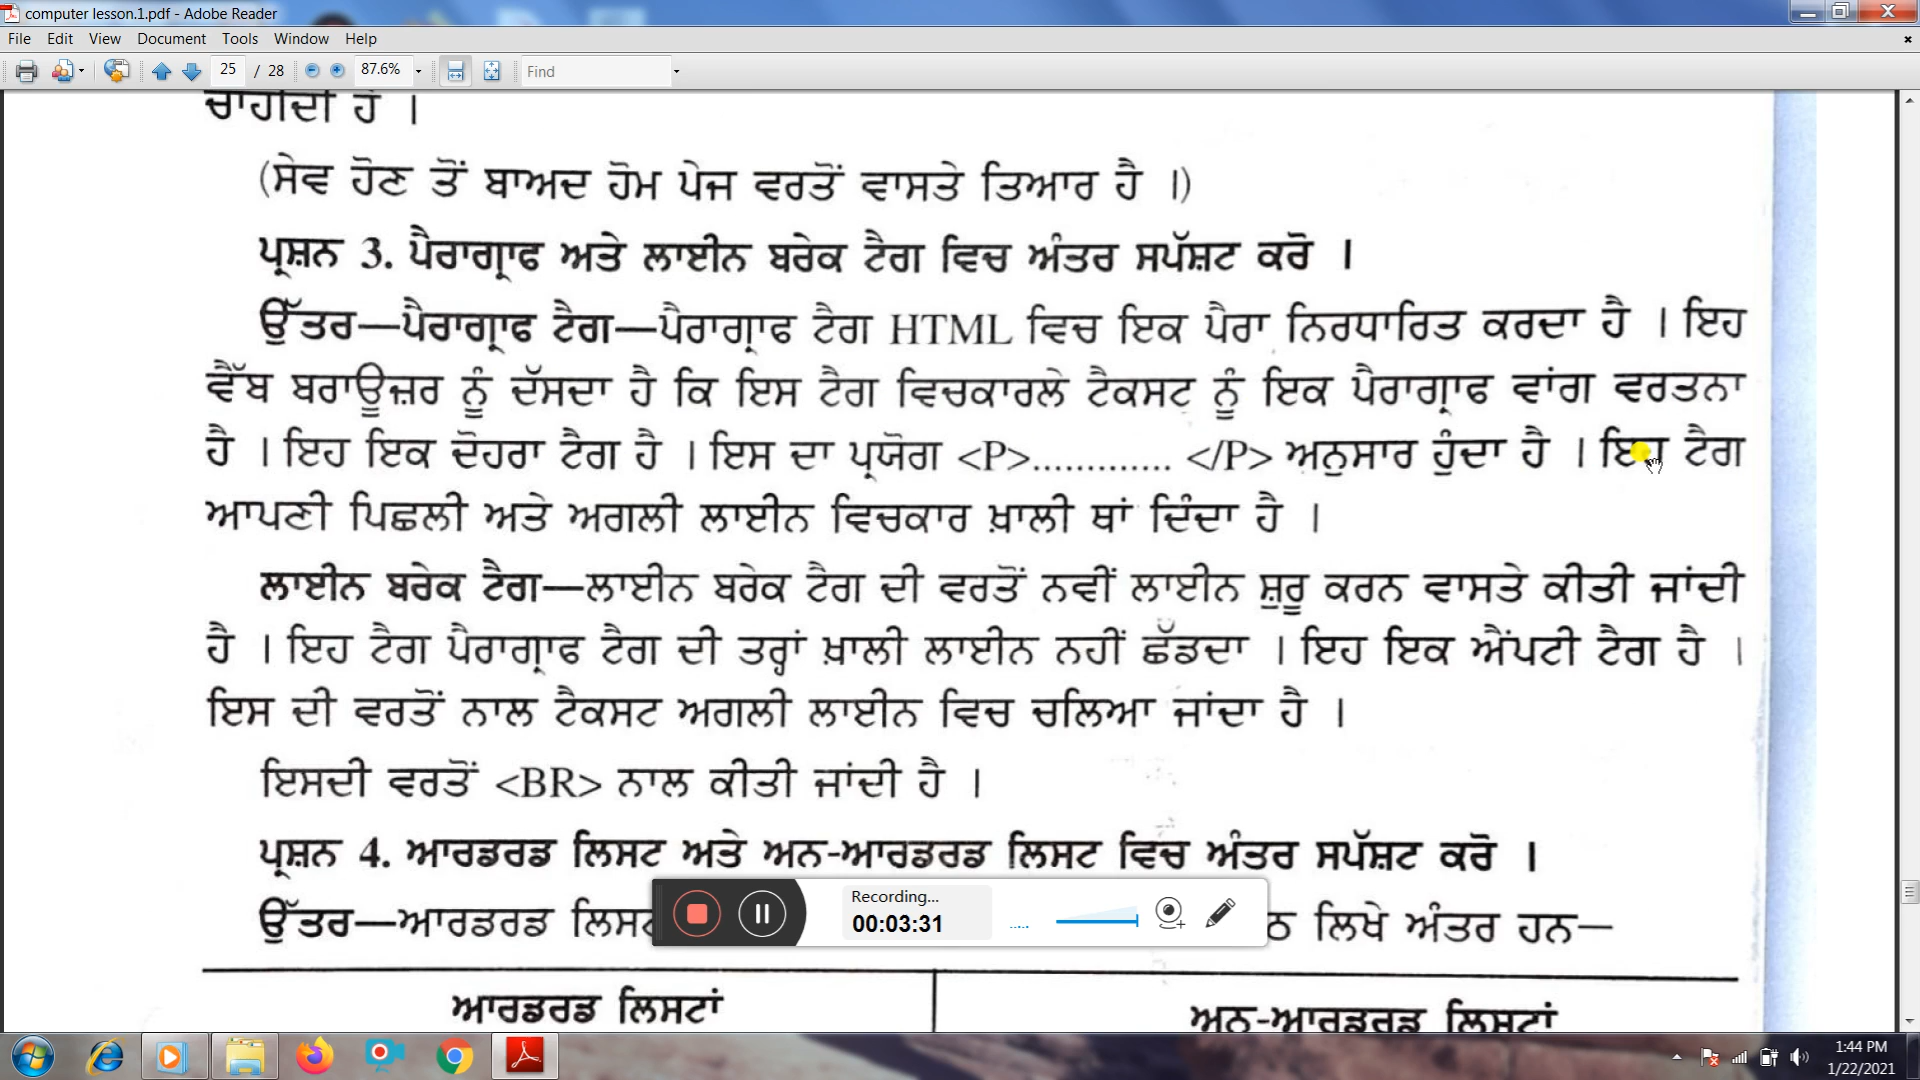 computer lesson.1.pdf - Adobe Reader
File Edit View Document Tools Window Help
25 / 28 87.6% Find
ਚਾਹੀਦੀ ਹੈ ।
(ਸੇਵ ਹੋਣ ਤੋਂ ਬਾਅਦ ਹੋਮ ਪੇਜ ਵਰਤੋਂ ਵਾਸਤੇ ਤਿਆਰ ਹੈ ।)
ਪ੍ਰਸ਼ਨ 3. ਪੈਰਾਗ੍ਰਾਫ ਅਤੇ ਲਾਈਨ ਬਰੇਕ ਟੈਗ ਵਿਚ ਅੰਤਰ ਸਪੱਸ਼ਟ ਕਰੋ ।
ਉੱਤਰ—ਪੈਰਾਗ੍ਰਾਫ ਟੈਗ—ਪੈਰਾਗ੍ਰਾਫ ਟੈਗ HTML ਵਿਚ ਇਕ ਪੈਰਾ ਨਿਰਧਾਰਿਤ ਕਰਦਾ ਹੈ । ਇਹ
ਵੈੱਬ ਬਰਾਊਜ਼ਰ ਨੂੰ ਦੱਸਦਾ ਹੈ ਕਿ ਇਸ ਟੈਗ ਵਿਚਕਾਰਲੇ ਟੈਕਸਟ ਨੂੰ ਇਕ ਪੈਰਾਗ੍ਰਾਫ ਵਾਂਗ ਵਰਤਨਾ
ਹੈ । ਇਹ ਇਕ ਦੋਹਰਾ ਟੈਗ ਹੈ । ਇਸ ਦਾ ਪ੍ਰਯੋਗ <P>............. </P> ਅਨੁਸਾਰ ਹੁੰਦਾ ਹੈ । ਇਹ ਟੈਗ
ਆਪਣੀ ਪਿਛਲੀ ਅਤੇ ਅਗਲੀ ਲਾਈਨ ਵਿਚਕਾਰ ਖ਼ਾਲੀ ਥਾਂ ਦਿੰਦਾ ਹੈ ।
ਲਾਈਨ ਬਰੇਕ ਟੈਗ—ਲਾਈਨ ਬਰੇਕ ਟੈਗ ਦੀ ਵਰਤੋਂ ਨਵੀਂ ਲਾਈਨ ਸ਼ੁਰੂ ਕਰਨ ਵਾਸਤੇ ਕੀਤੀ ਜਾਂਦੀ
ਹੈ । ਇਹ ਟੈਗ ਪੈਰਾਗ੍ਰਾਫ ਟੈਗ ਦੀ ਤਰ੍ਹਾਂ ਖ਼ਾਲੀ ਲਾਈਨ ਨਹੀਂ ਛੱਡਦਾ । ਇਹ ਇਕ ਐਂਪਟੀ ਟੈਗ ਹੈ ।
ਇਸ ਦੀ ਵਰਤੋਂ ਨਾਲ ਟੈਕਸਟ ਅਗਲੀ ਲਾਈਨ ਵਿਚ ਚਲਿਆ ਜਾਂਦਾ ਹੈ ।
ਇਸਦੀ ਵਰਤੋਂ <BR> ਨਾਲ ਕੀਤੀ ਜਾਂਦੀ ਹੈ ।
ਪ੍ਰਸ਼ਨ 4. ਆਰਡਰਡ ਲਿਸਟ ਅਤੇ ਅਨ-ਆਰਡਰਡ ਲਿਸਟ ਵਿਚ ਅੰਤਰ ਸਪੱਸ਼ਟ ਕਰੋ ।
ਉੱਤਰ—ਆਰਡਰਡ ਲਿਸਟ ਲਿਖੇ ਅੰਤਰ ਹਨ—
Recording...
00:03:31
ਆਰਡਰਡ ਲਿਸਟਾਂ ਅਨ-ਆਰਡਰਡ ਲਿਸਟਾਂ
1:44 PM
1/22/2021